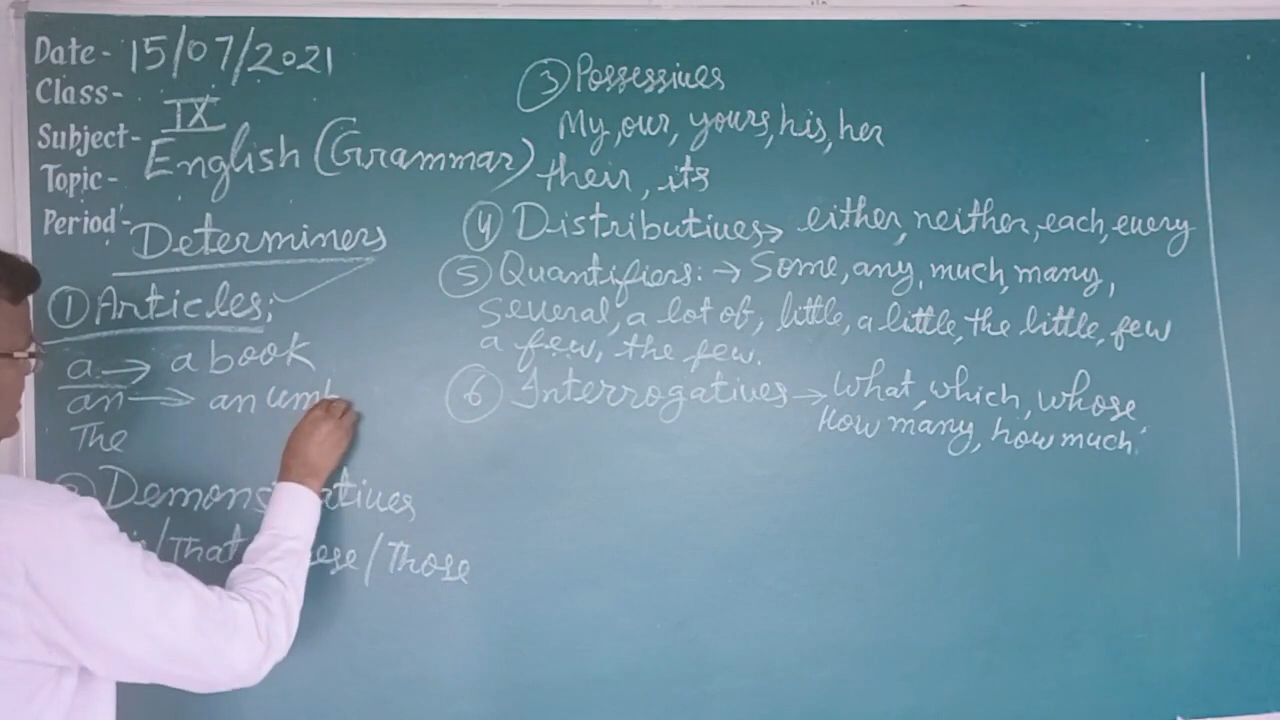 Date- 15/07/2021
Class- IX
Subject- English (Grammar)
Topic-
Period- Determiners
① Articles:
a → a book
an → an umb
The
② Demonstratives
/That/ese/Those
③ Possessives
My, our, yours, his, her
their, its
④ Distributives → either, neither, each, every
⑤ Quantifiers: → Some, any, much, many,
Several, a lot of, little, a little, the little, few
a few, the few.
⑥ Interrogatives → What, which, whose
How many, how much.